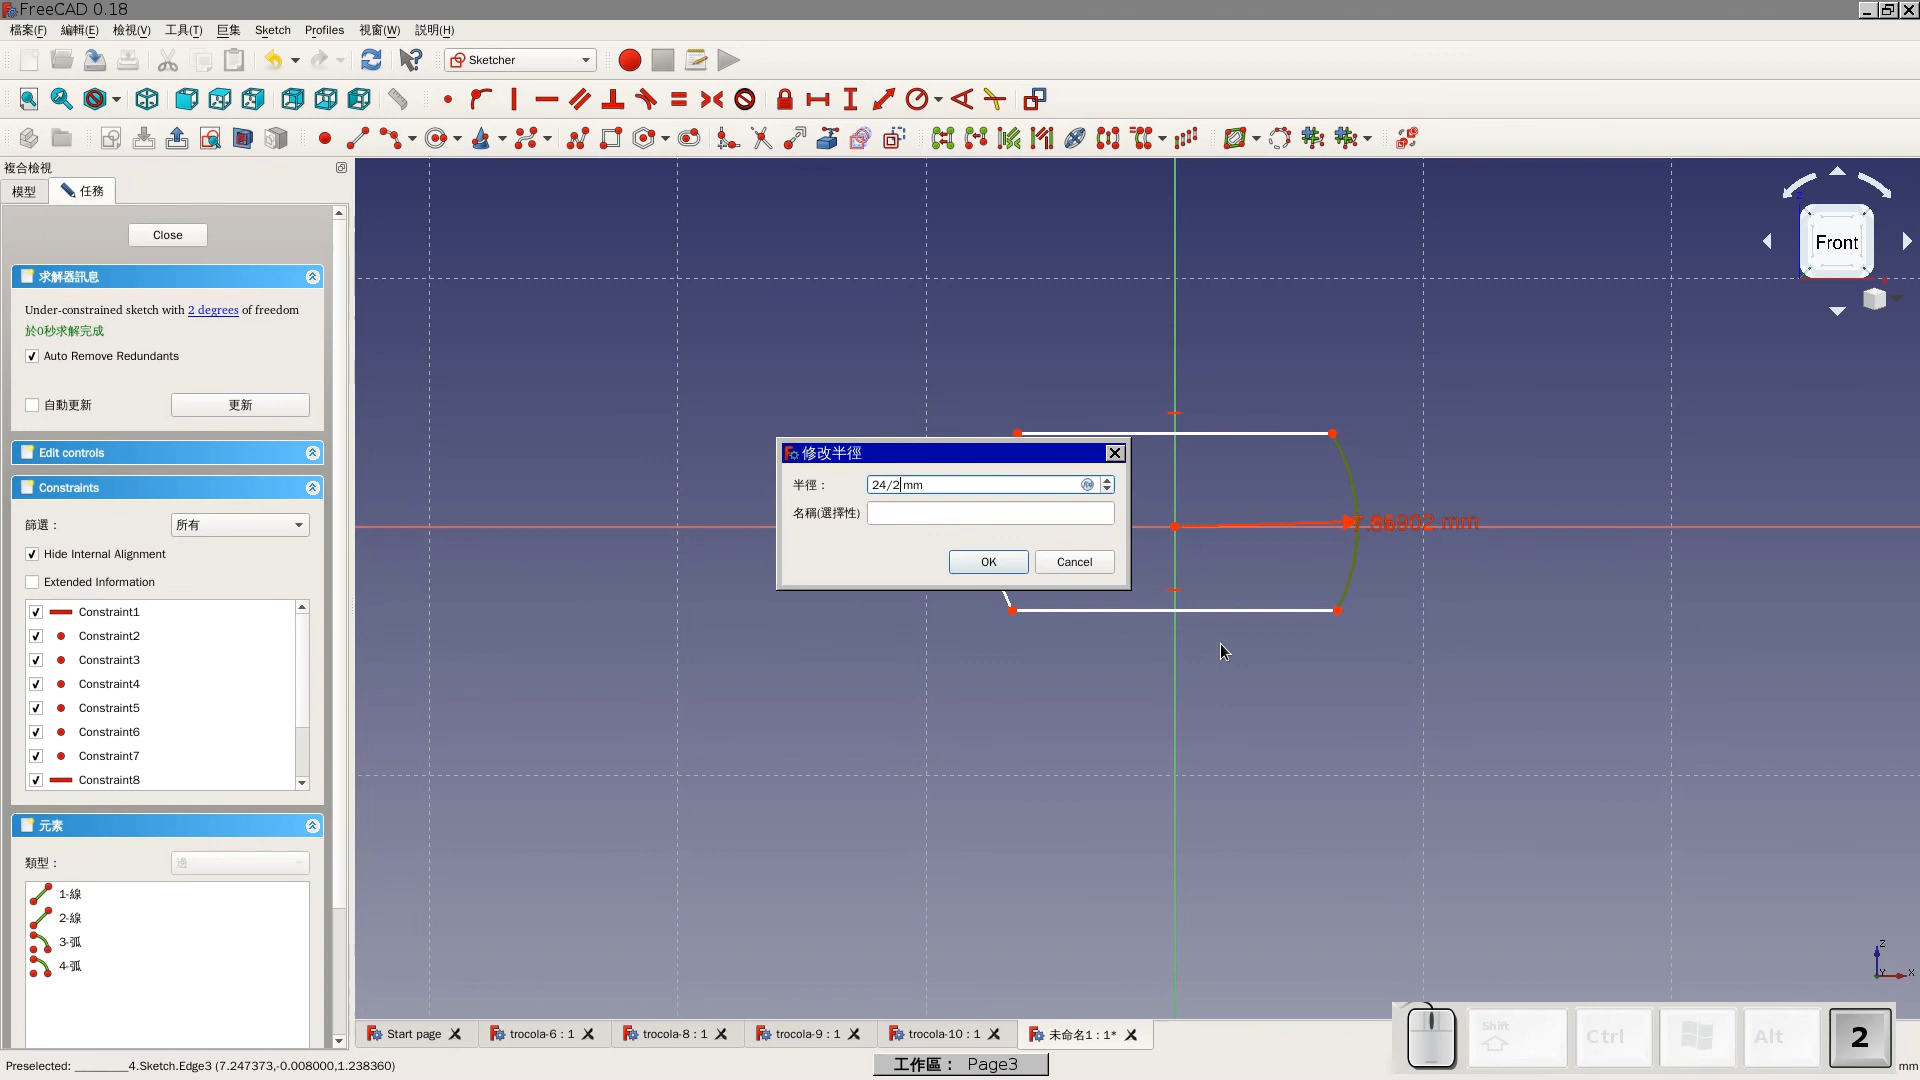 FreeCAD 0.18
檔案(F) 編輯(E) 檢視(V) 工具(T) 巨集 Sketch Profiles 視窗(W) 説明(H)
Sketcher
複合檢視
模型 任務
Close
求解器訊息
Under-constrained sketch with 2 degrees of freedom
於0秒求解完成
Auto Remove Redundants
自動更新 更新
Edit controls
Constraints
篩選： 所有
Hide Internal Alignment
Extended Information
Constraint1
Constraint2
Constraint3
Constraint4
Constraint5
Constraint6
Constraint7
Constraint8
元素
類型： 邊
1-線
2-線
3-弧
4-弧
Front
修改半徑
半徑： 24/2 mm
名稱(選擇性)
OK Cancel
Z
X
Y
Start page trocola-6 : 1 trocola-8 : 1 trocola-9 : 1 trocola-10 : 1 未命名1 : 1*
Preselected: _________4.Sketch.Edge3 (7.247373,-0.008000,1.238360)
工作區： Page3
Shift Ctrl Alt 2
mm